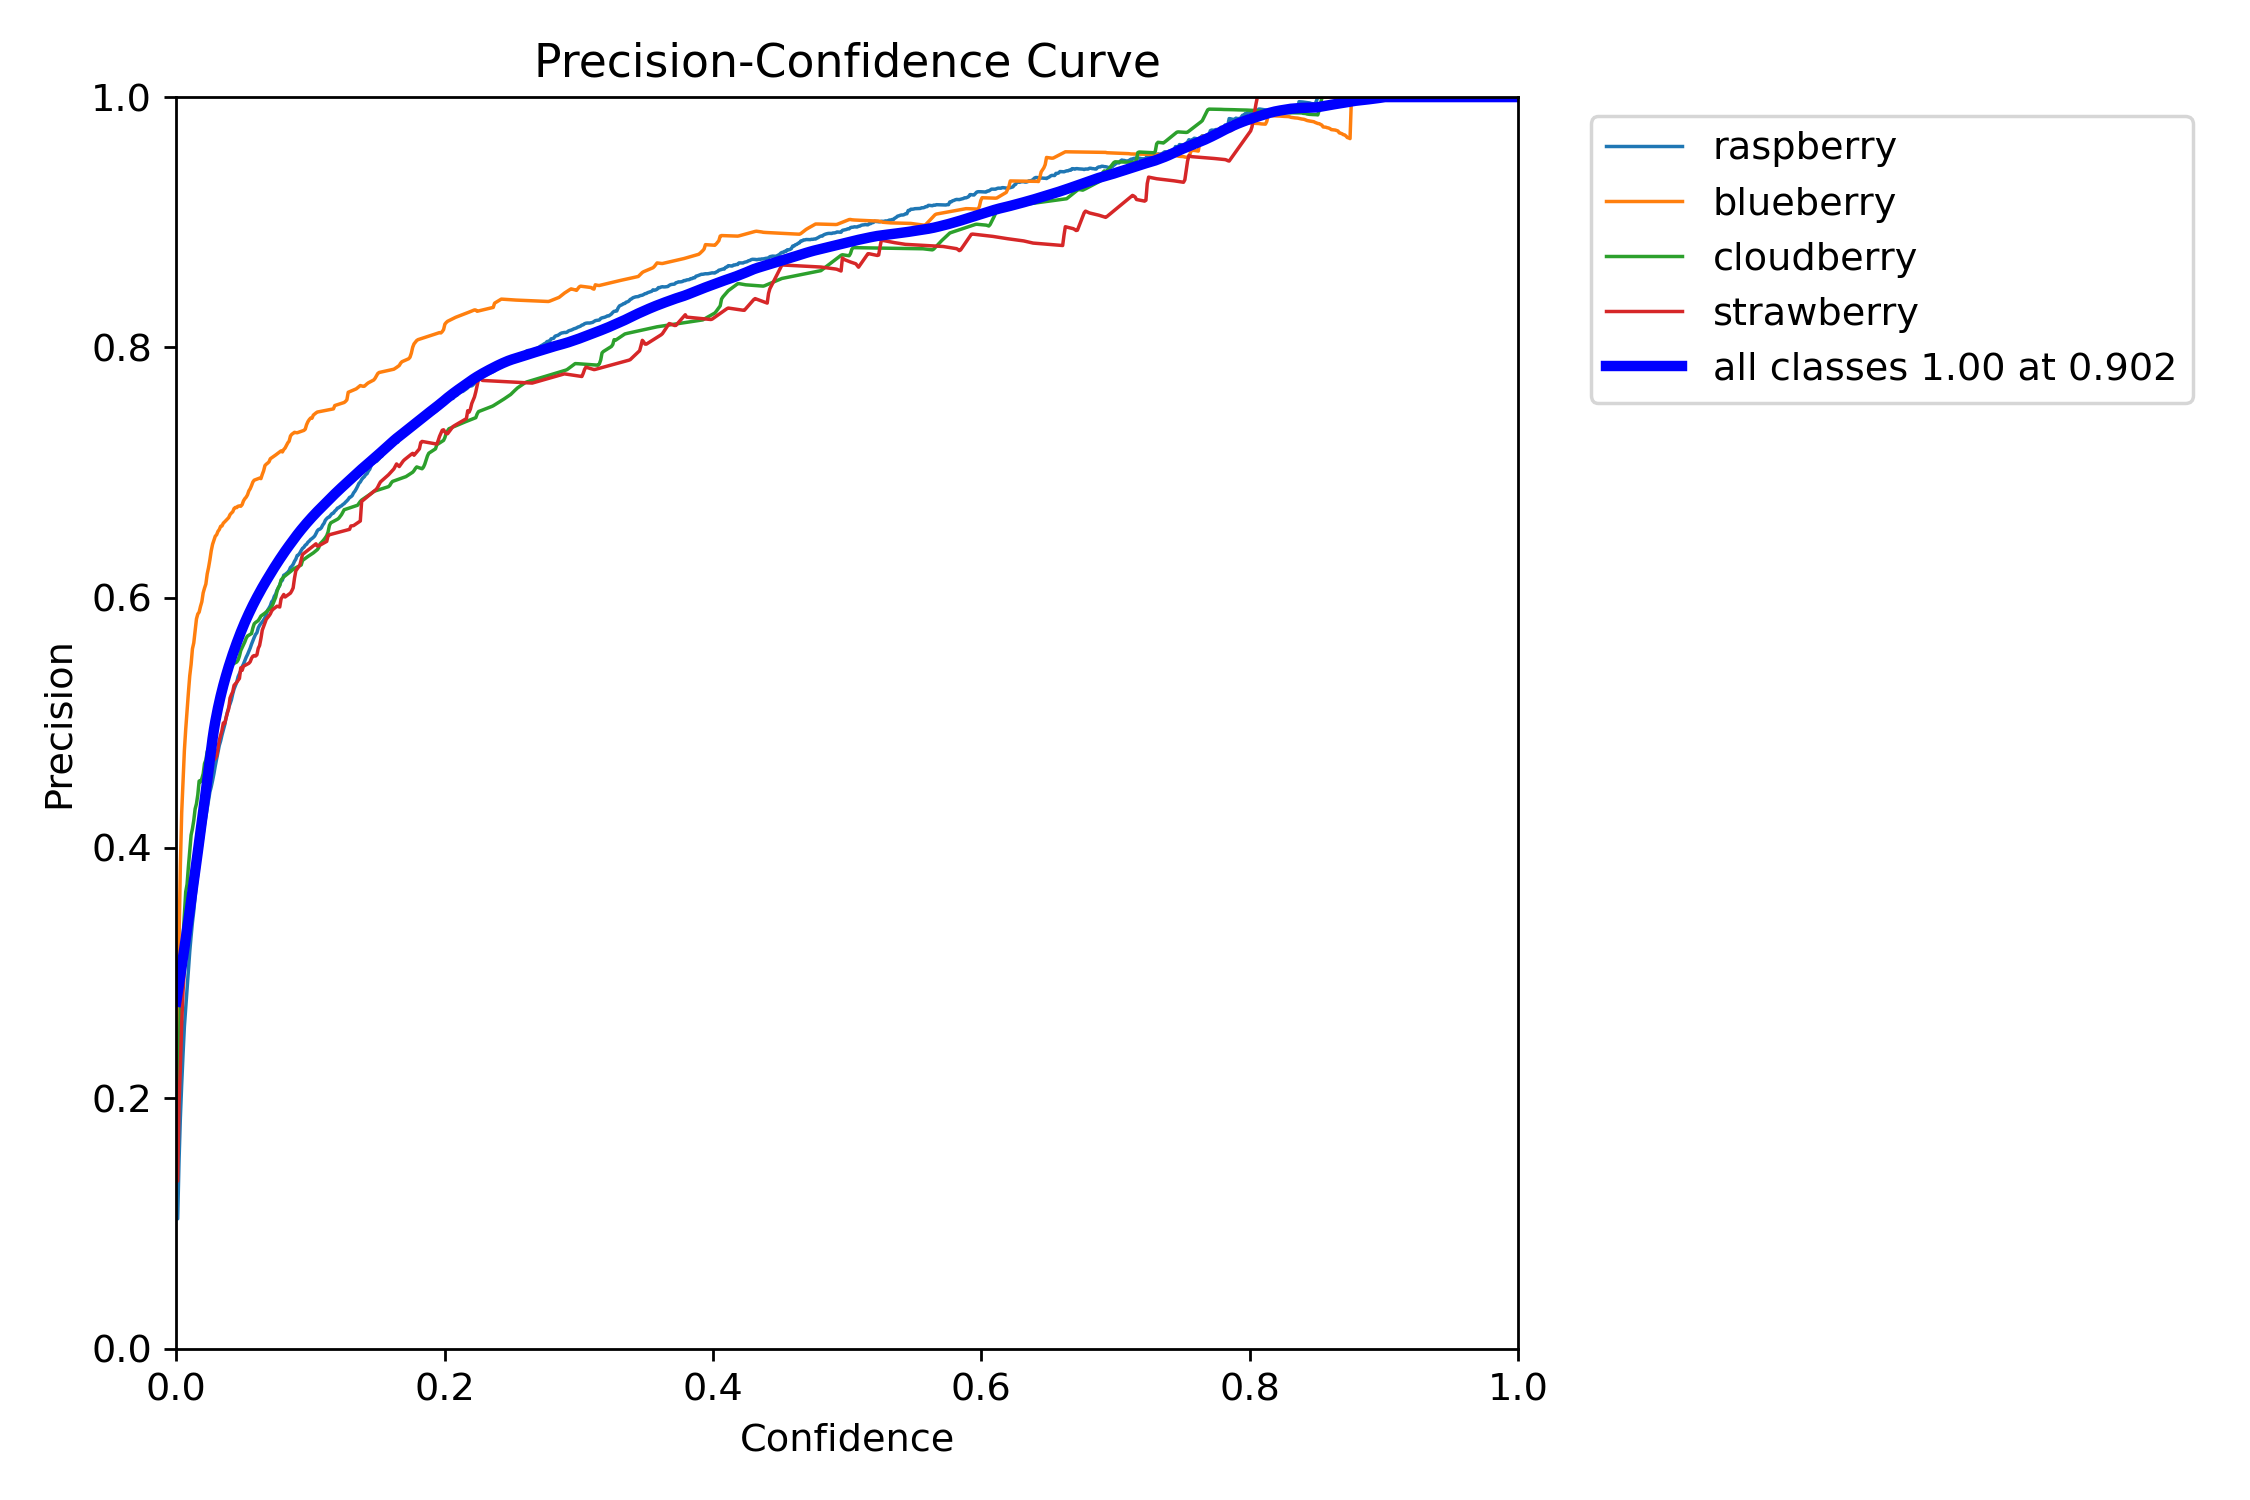 Precision-Confidence Curve
1.0
0.8
0.6
0.4
0.2
0.0
Precision
0.0 0.2 0.4 0.6 0.8 1.0
Confidence
raspberry
blueberry
cloudberry
strawberry
all classes 1.00 at 0.902